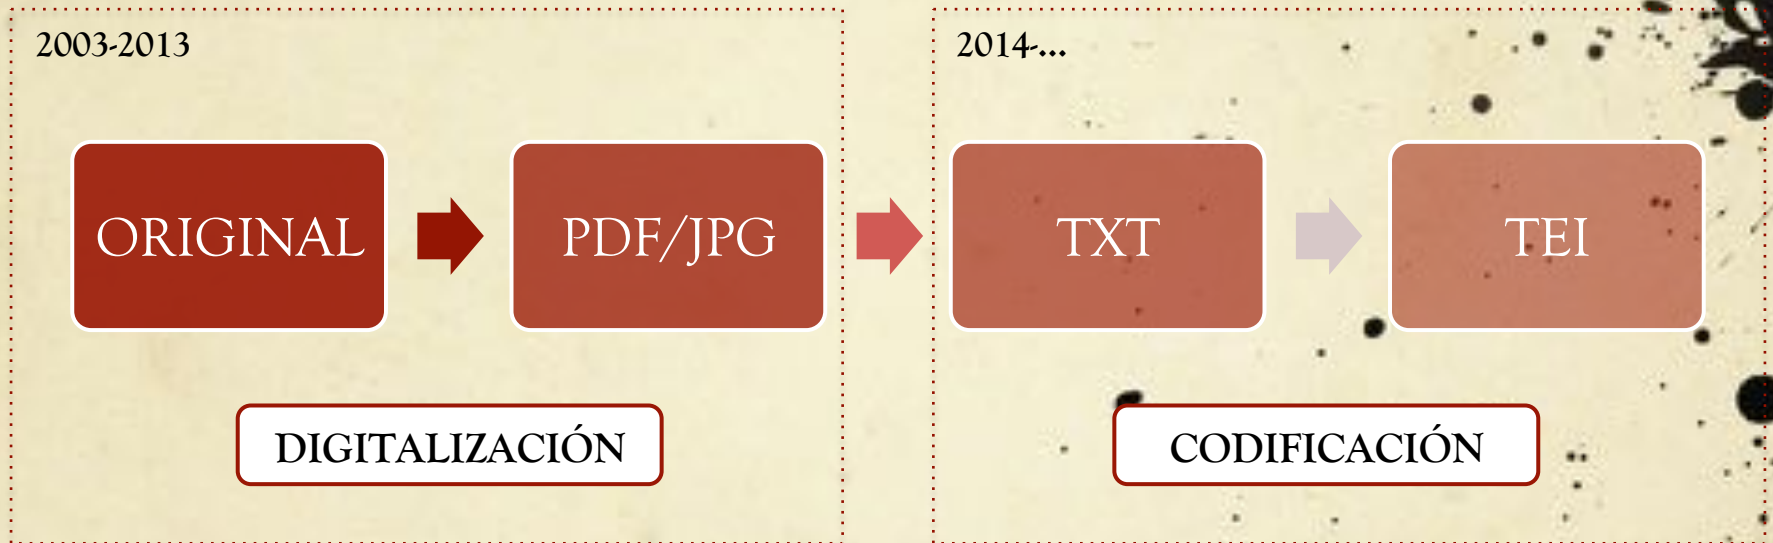 2003-2013
ORIGINAL
PDF/JPG
DIGITALIZACIÓN
2014-...
TXT
TEI
CODIFICACIÓN